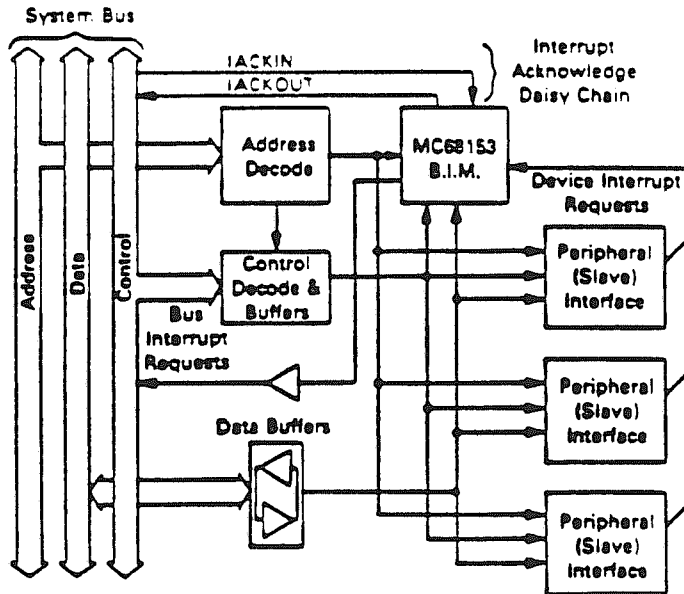 System Bus
IACKIN
IACKOUT
Interrupt
Acknowledge
Daisy Chain
Address
Decode
MC68153
B.I.M.
Device Interrupt
Requests
Address
Data
Control
Control
Decode &
Buffers
Peripheral
(Slave)
Interface
Bus
Interrupt
Requests
Peripheral
(Slave)
Interface
Data Buffers
Peripheral
(Slave)
Interface